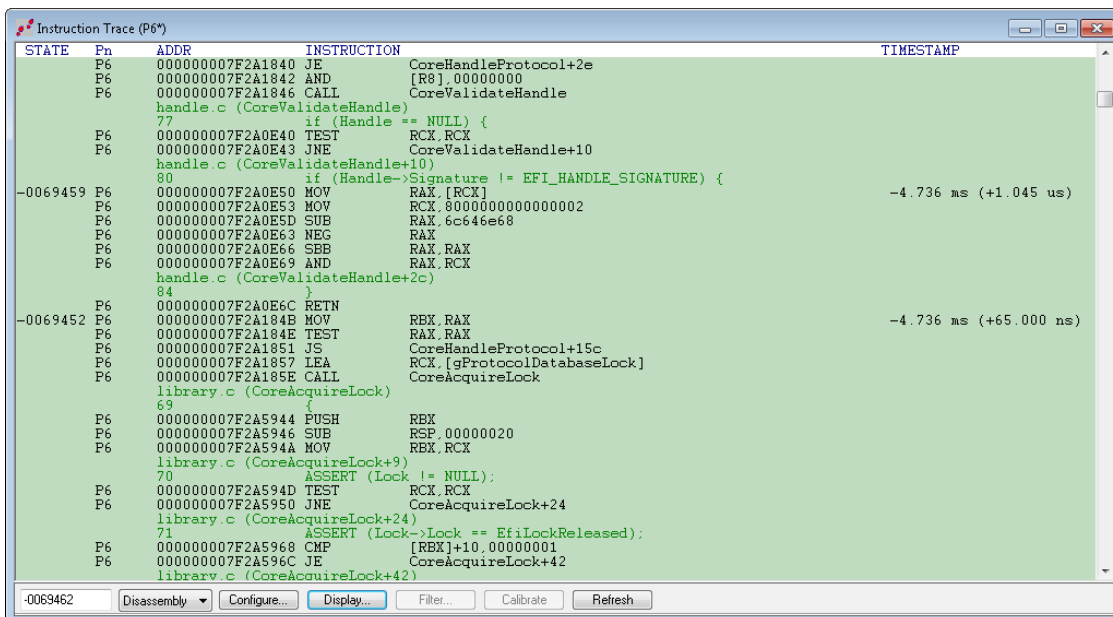 Instruction Trace (P6*)
STATE Pn ADDR INSTRUCTION TIMESTAMP
P6 000000007F2A1840 JE CoreHandleProtocol+2e
P6 000000007F2A1842 AND [R8],00000000
P6 000000007F2A1846 CALL CoreValidateHandle
handle.c (CoreValidateHandle)
77 if (Handle == NULL) {
P6 000000007F2A0E40 TEST RCX,RCX
P6 000000007F2A0E43 JNE CoreValidateHandle+10
handle.c (CoreValidateHandle+10)
80 if (Handle->Signature != EFI_HANDLE_SIGNATURE) {
-0069459 P6 000000007F2A0E50 MOV RAX,[RCX] -4.736 ms (+1.045 us)
P6 000000007F2A0E53 MOV RCX,8000000000000002
P6 000000007F2A0E5D SUB RAX,6c646e68
P6 000000007F2A0E63 NEG RAX
P6 000000007F2A0E66 SBB RAX,RAX
P6 000000007F2A0E69 AND RAX,RCX
handle.c (CoreValidateHandle+2c)
84 }
P6 000000007F2A0E6C RETN
-0069452 P6 000000007F2A184B MOV RBX,RAX -4.736 ms (+65.000 ns)
P6 000000007F2A184E TEST RAX,RAX
P6 000000007F2A1851 JS CoreHandleProtocol+15c
P6 000000007F2A1857 LEA RCX,[gProtocolDatabaseLock]
P6 000000007F2A185E CALL CoreAcquireLock
library.c (CoreAcquireLock)
69 {
P6 000000007F2A5944 PUSH RBX
P6 000000007F2A5946 SUB RSP,00000020
P6 000000007F2A594A MOV RBX,RCX
library.c (CoreAcquireLock+9)
70 ASSERT (Lock != NULL);
P6 000000007F2A594D TEST RCX,RCX
P6 000000007F2A5950 JNE CoreAcquireLock+24
library.c (CoreAcquireLock+24)
71 ASSERT (Lock->Lock == EfiLockReleased);
P6 000000007F2A5968 CMP [RBX]+10,00000001
P6 000000007F2A596C JE CoreAcquireLock+42
library.c (CoreAcquireLock+42)
-0069462 Disassembly Configure... Display... Filter... Calibrate Refresh